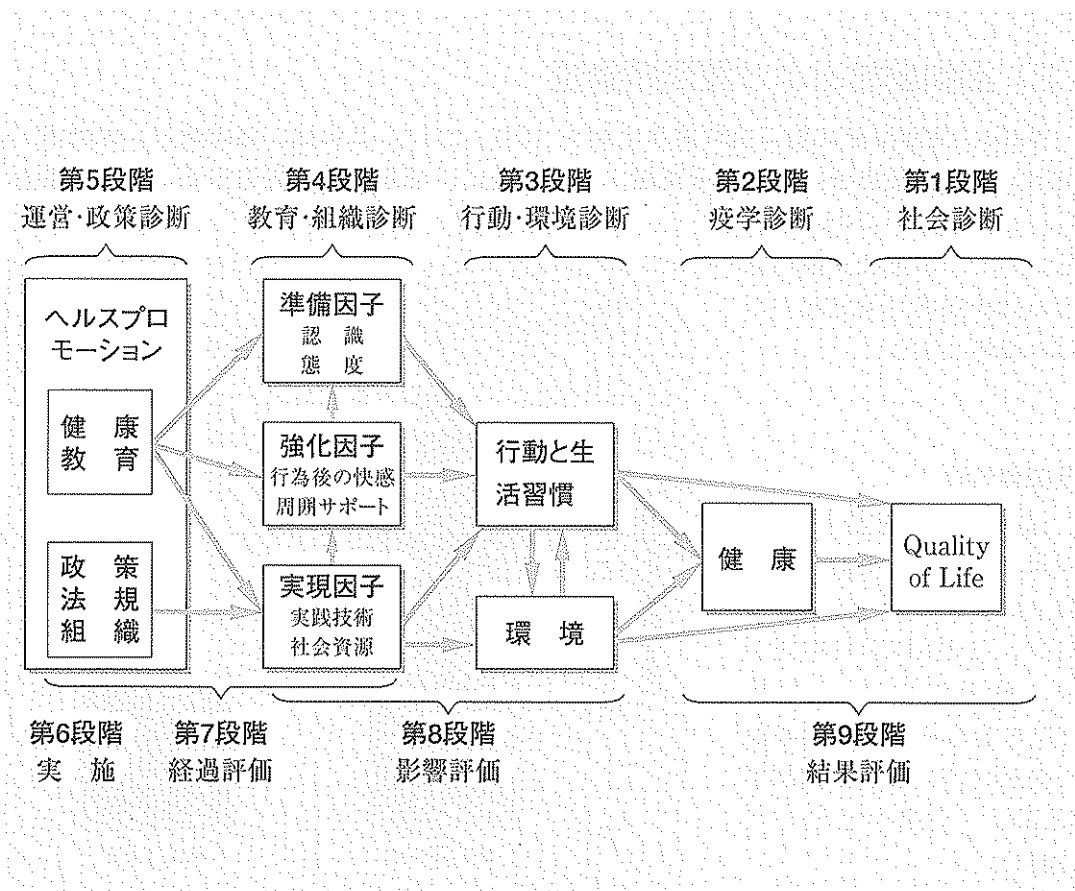 第5段階
運営・政策診断
第4段階
教育・組織診断
第3段階
行動・環境診断
第2段階
疫学診断
第1段階
社会診断
ヘルスプロ
モーション
健 康
教 育
政 策
法 規
組 織
準備因子
認 識
態 度
強化因子
行為後の快感
周囲サポート
実現因子
実践技術
社会資源
行動と生
活習慣
環 境
健 康
Quality
of Life
第6段階
実 施
第7段階
経過評価
第8段階
影響評価
第9段階
結果評価